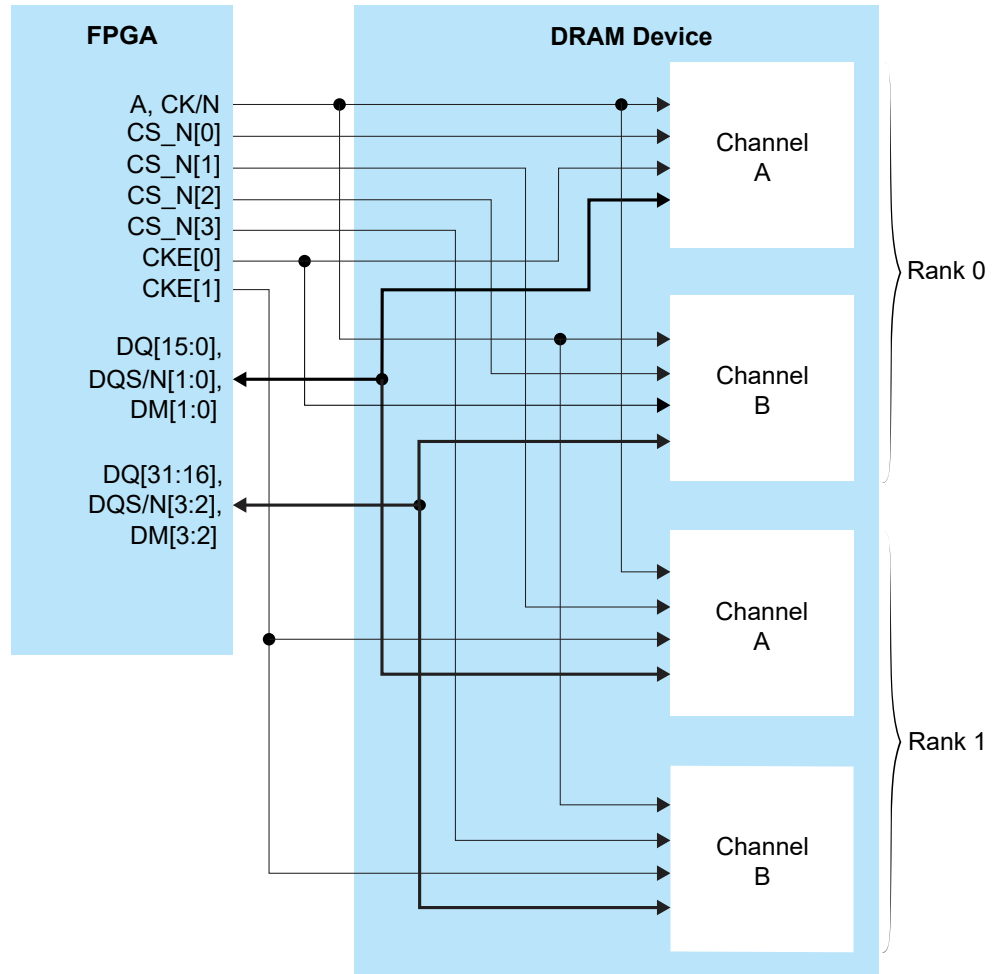 FPGA
A, CK/N
CS_N[0]
CS_N[1]
CS_N[2]
CS_N[3]
CKE[0]
CKE[1]
DQ[15:0],
DQS/N[1:0],
DM[1:0]
DQ[31:16],
DQS/N[3:2],
DM[3:2]
DRAM Device
Channel
A
Channel
B
Rank 0
Channel
A
Channel
B
Rank 1